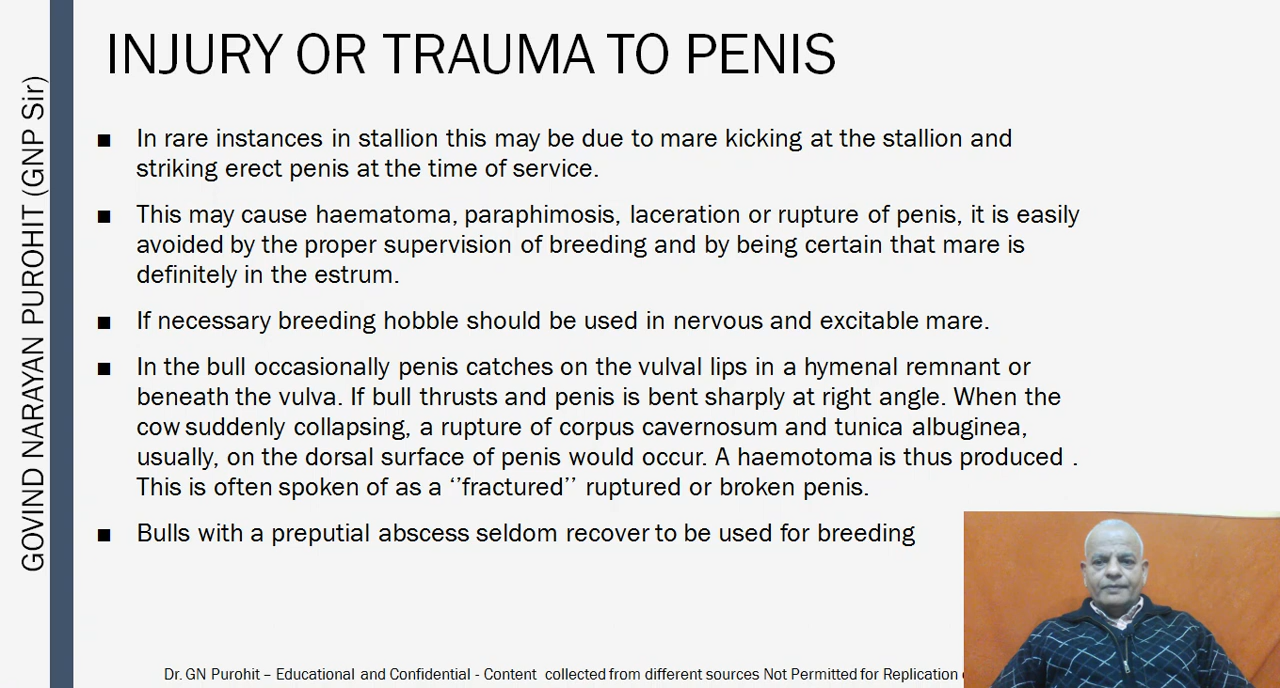 GOVIND NARAYAN PUROHIT (GNP Sir)
INJURY OR TRAUMA TO PENIS
■ In rare instances in stallion this may be due to mare kicking at the stallion and
striking erect penis at the time of service.
■ This may cause haematoma, paraphimosis, laceration or rupture of penis, it is easily
avoided by the proper supervision of breeding and by being certain that mare is
definitely in the estrum.
■ If necessary breeding hobble should be used in nervous and excitable mare.
■ In the bull occasionally penis catches on the vulval lips in a hymenal remnant or
beneath the vulva. If bull thrusts and penis is bent sharply at right angle. When the
cow suddenly collapsing, a rupture of corpus cavernosum and tunica albuginea,
usually, on the dorsal surface of penis would occur. A haemotoma is thus produced .
This is often spoken of as a ‘’fractured’’ ruptured or broken penis.
■ Bulls with a preputial abscess seldom recover to be used for breeding
Dr. GN Purohit – Educational and Confidential - Content collected from different sources Not Permitted for Replication